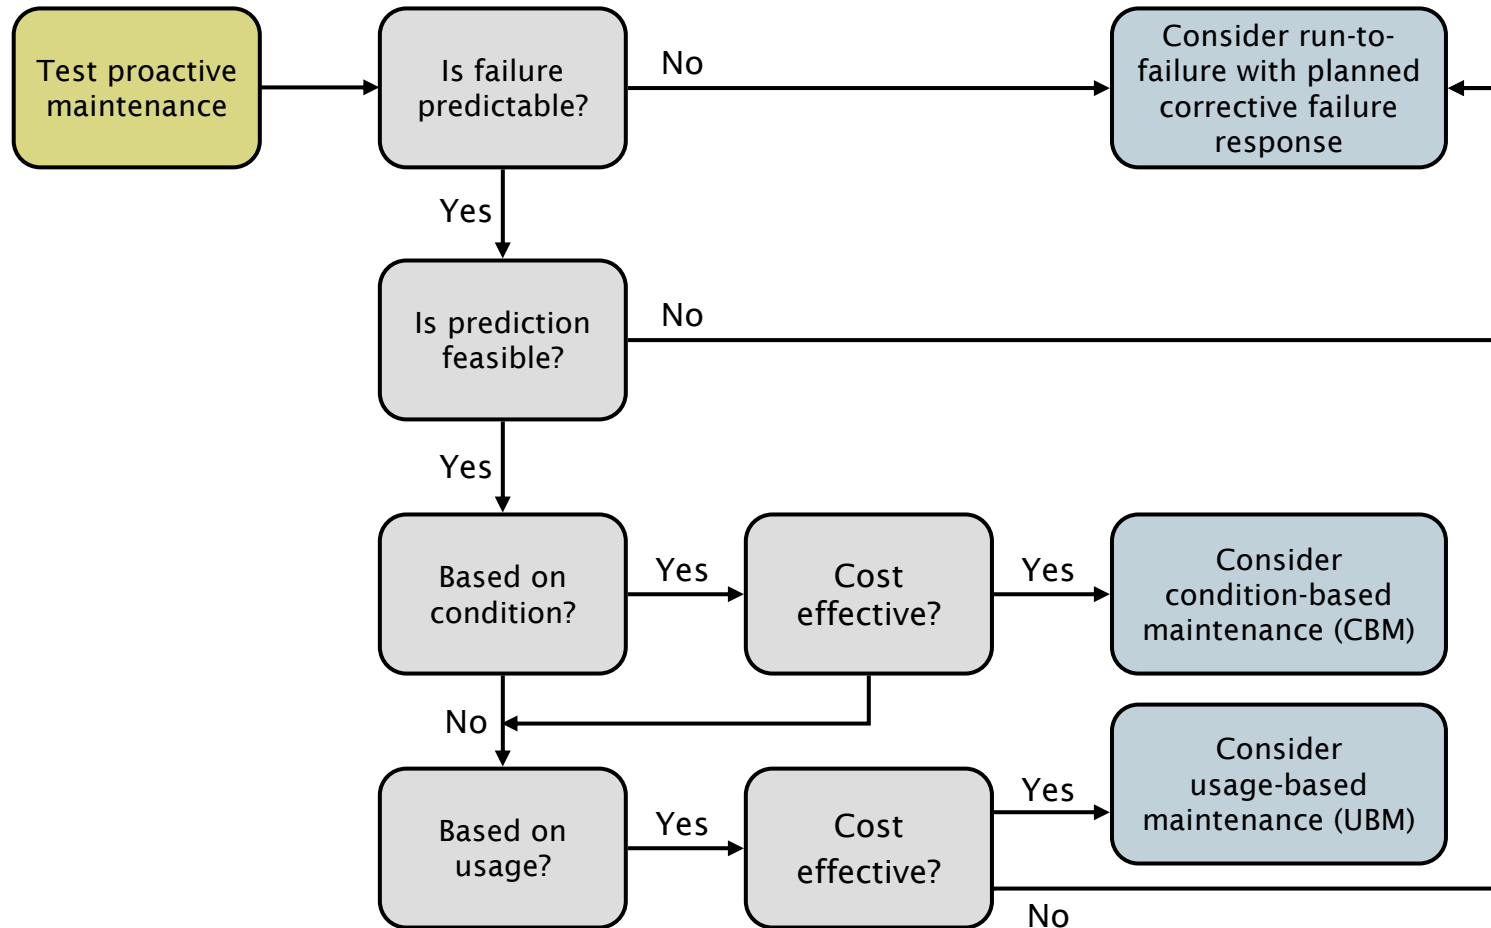 Test proactive
maintenance
Is failure
predictable?
No
Consider run-to-
failure with planned
corrective failure
response
Yes
Is prediction
feasible?
No
Yes
Based on
condition?
Yes
Cost
effective?
Yes
Consider
condition-based
maintenance (CBM)
No
Based on
usage?
Yes
Cost
effective?
Yes
Consider
usage-based
maintenance (UBM)
No